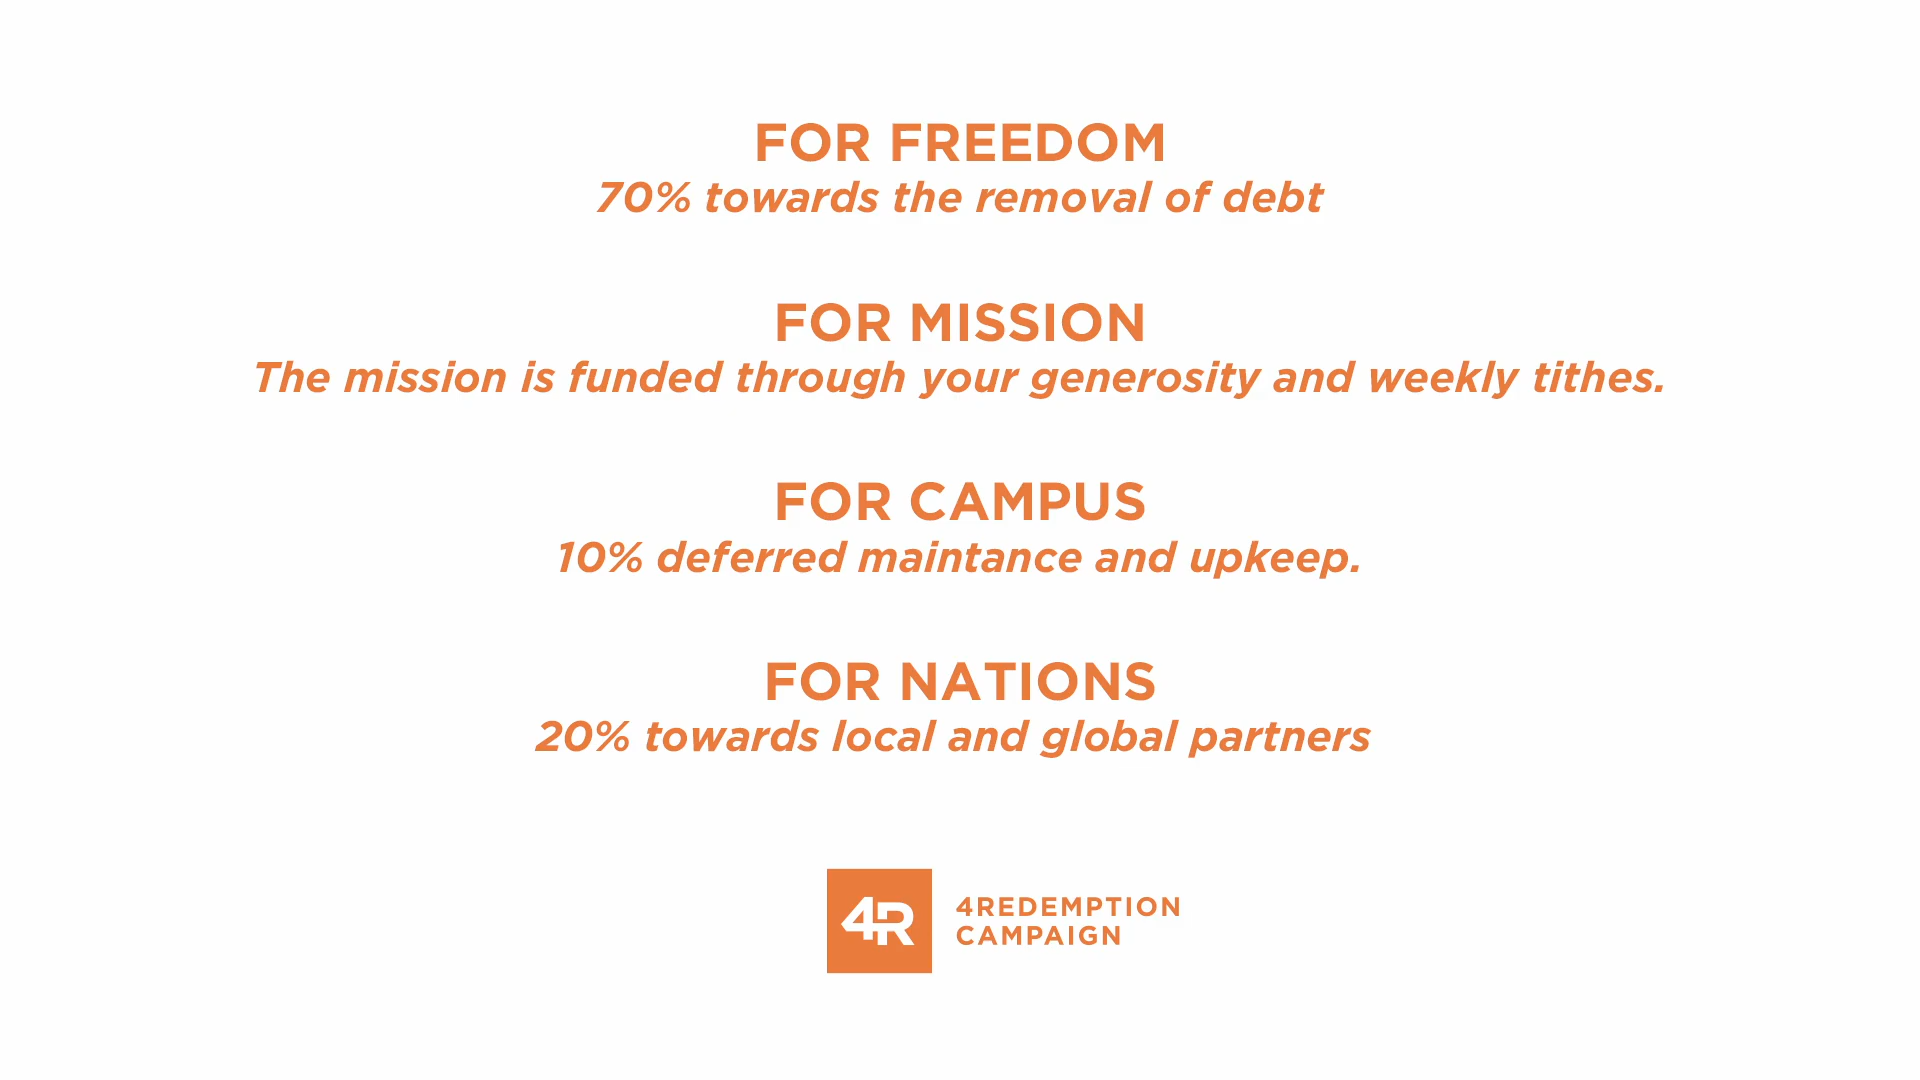 FOR FREEDOM
70% towards the removal of debt
FOR MISSION
The mission is funded through your generosity and weekly tithes.
FOR CAMPUS
10% deferred maintance and upkeep.
FOR NATIONS
20% towards local and global partners
4R
4REDEMPTION
CAMPAIGN